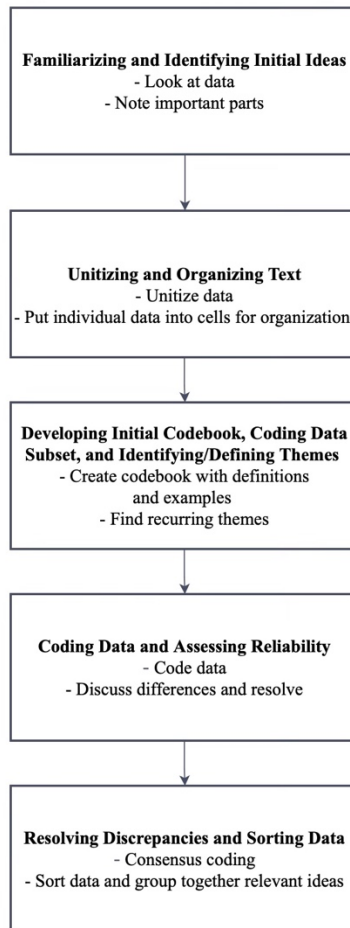 Familiarizing and Identifying Initial Ideas
- Look at data
- Note important parts
Unitizing and Organizing Text
- Unitize data
- Put individual data into cells for organization
Developing Initial Codebook, Coding Data
Subset, and Identifying/Defining Themes
- Create codebook with definitions
and examples
- Find recurring themes
Coding Data and Assessing Reliability
- Code data
- Discuss differences and resolve
Resolving Discrepancies and Sorting Data
- Consensus coding
- Sort data and group together relevant ideas